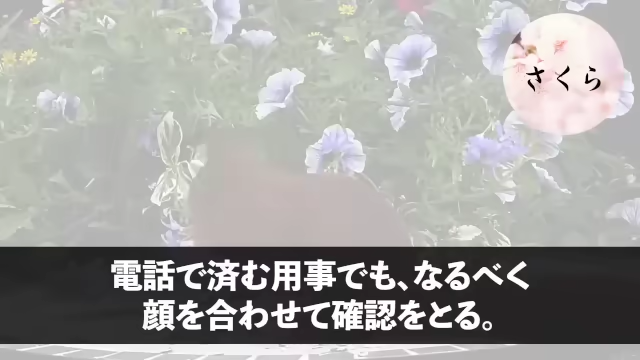 さくら
電話で済む用事でも、なるべく
顔を合わせて確認をとる。